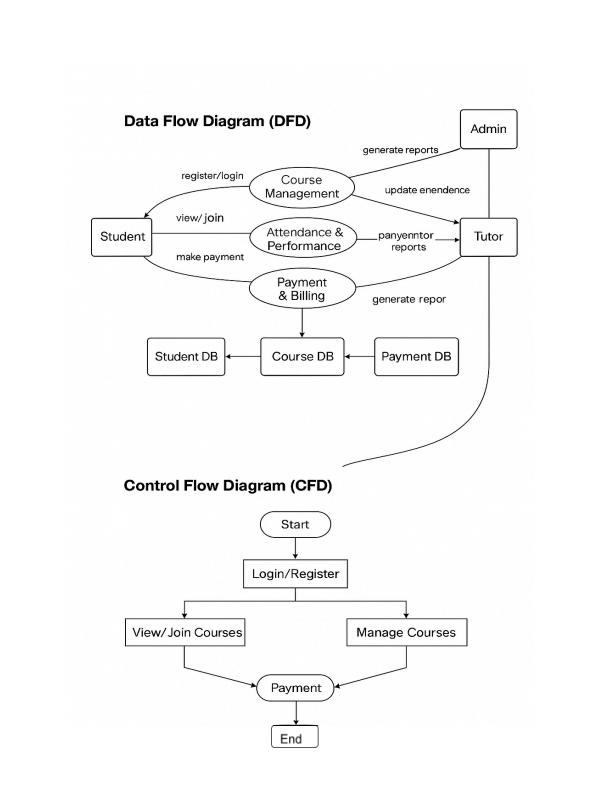 Data Flow Diagram (DFD)
Admin
generate reports
register/login
Course
Management
update enendence
view/join
Student
Attendance &
Performance
panyenntor
reports
Tutor
make payment
Payment
& Billing
generate repor
Student DB
Course DB
Payment DB
Control Flow Diagram (CFD)
Start
Login/Register
View/Join Courses
Manage Courses
Payment
End